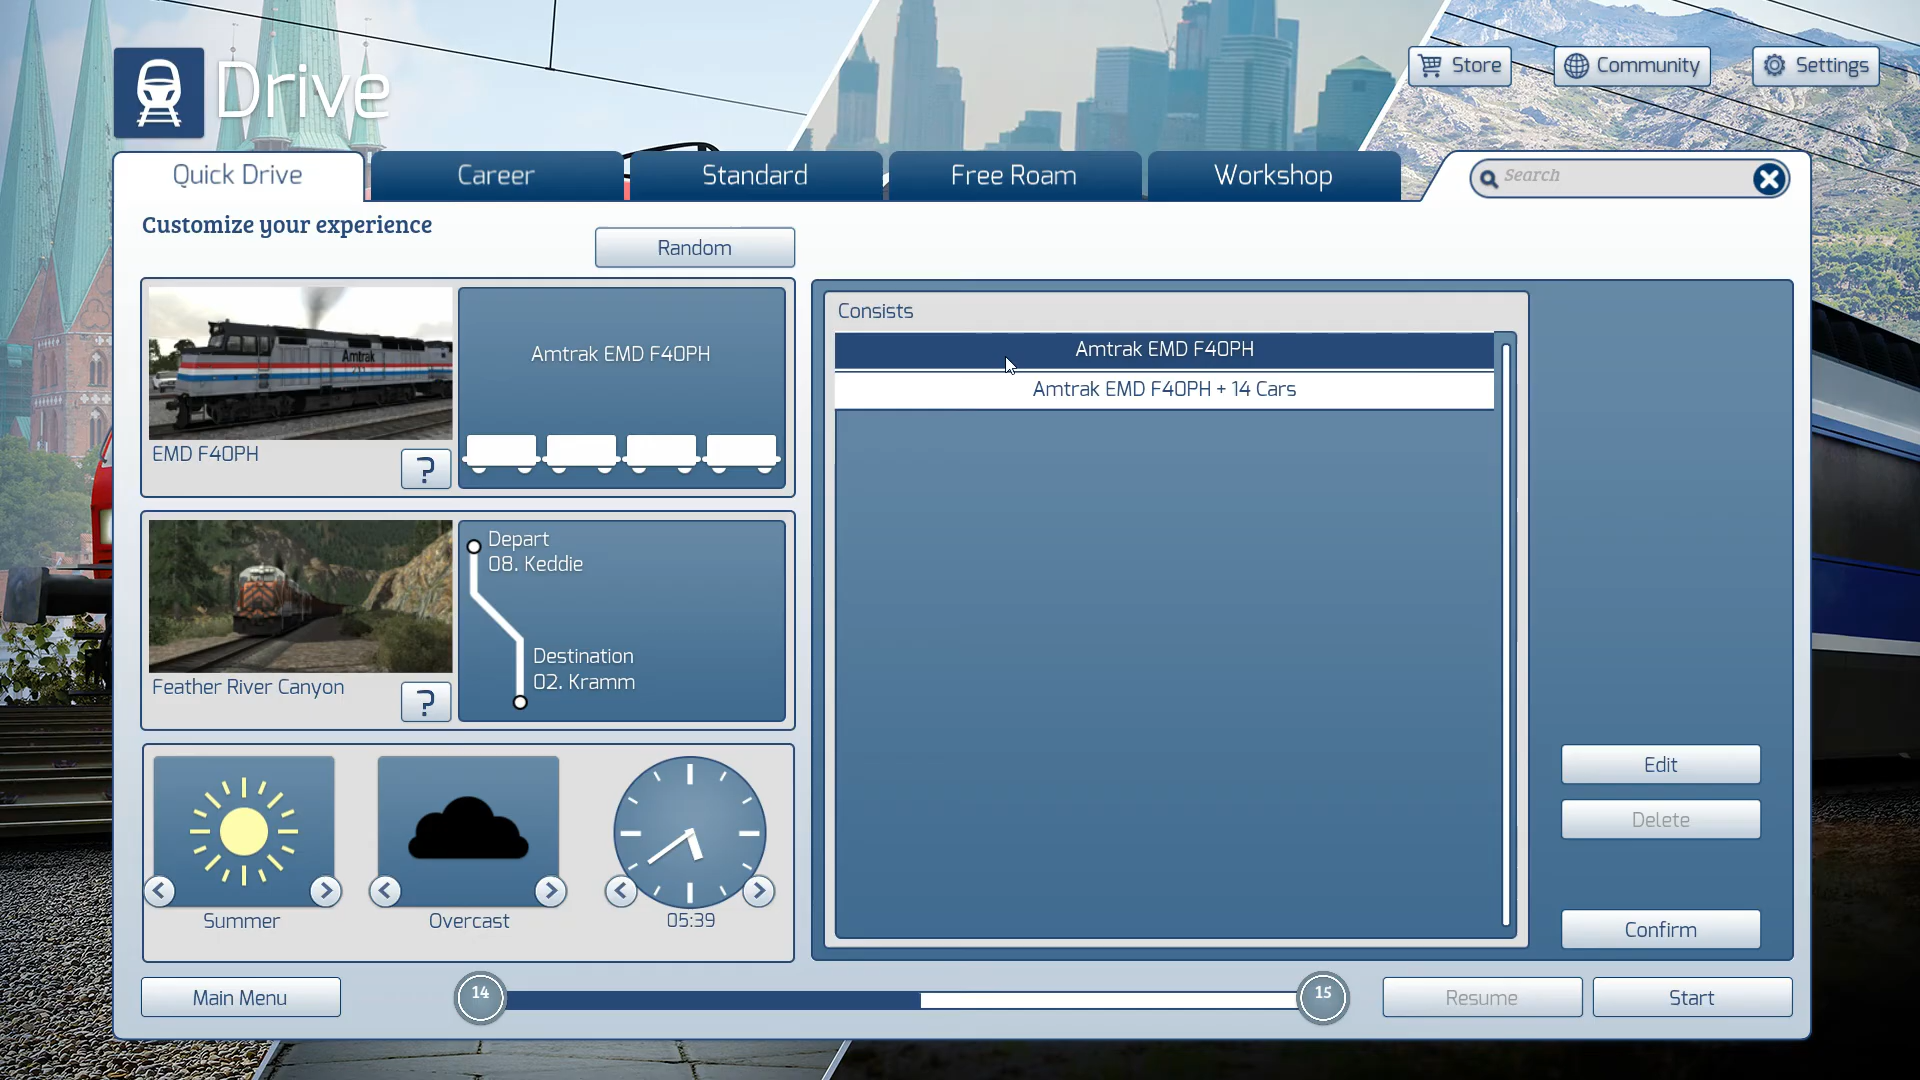 Drive
Store
Community
Settings
Quick Drive
Career
Standard
Free Roam
Workshop
Search
Customize your experience
Random
Amtrak
Amtrak EMD F40PH
EMD F40PH
?
Depart
08. Keddie
Destination
02. Kramm
Feather River Canyon
?
Summer
Overcast
05:39
Consists
Amtrak EMD F40PH
Amtrak EMD F40PH + 14 Cars
Edit
Delete
Confirm
Main Menu
14
15
Resume
Start